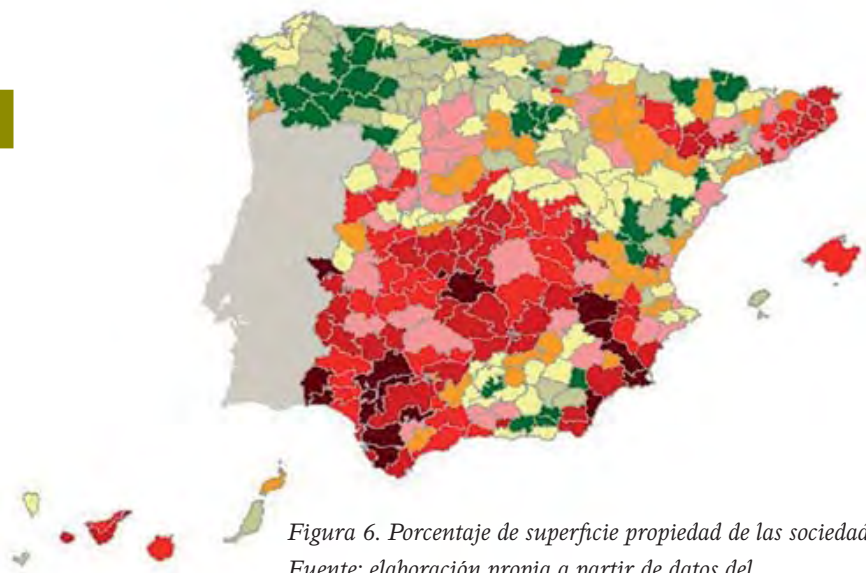 Figura 6. Porcentaje de superficie propiedad de las sociedad
Fuente: elaboración propia a partir de datos del